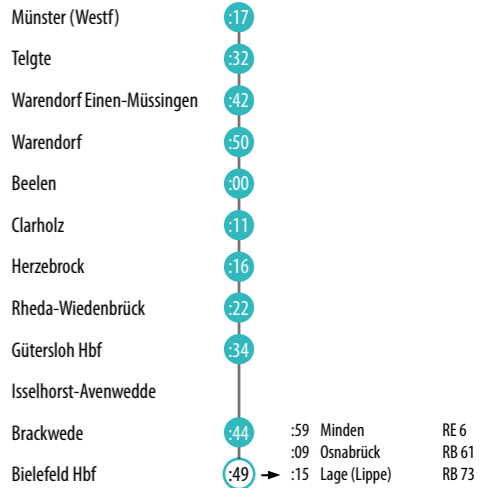 Münster (Westf) :17
Telgte :32
Warendorf Einen-Müssingen :42
Warendorf :50
Beelen :00
Clarholz :11
Herzebrock :16
Rheda-Wiedenbrück :22
Gütersloh Hbf :34
Isselhorst-Avenwedde
Brackwede :44 :59 Minden RE 6
:09 Osnabrück RB 61
Bielefeld Hbf :49 :15 Lage (Lippe) RB 73